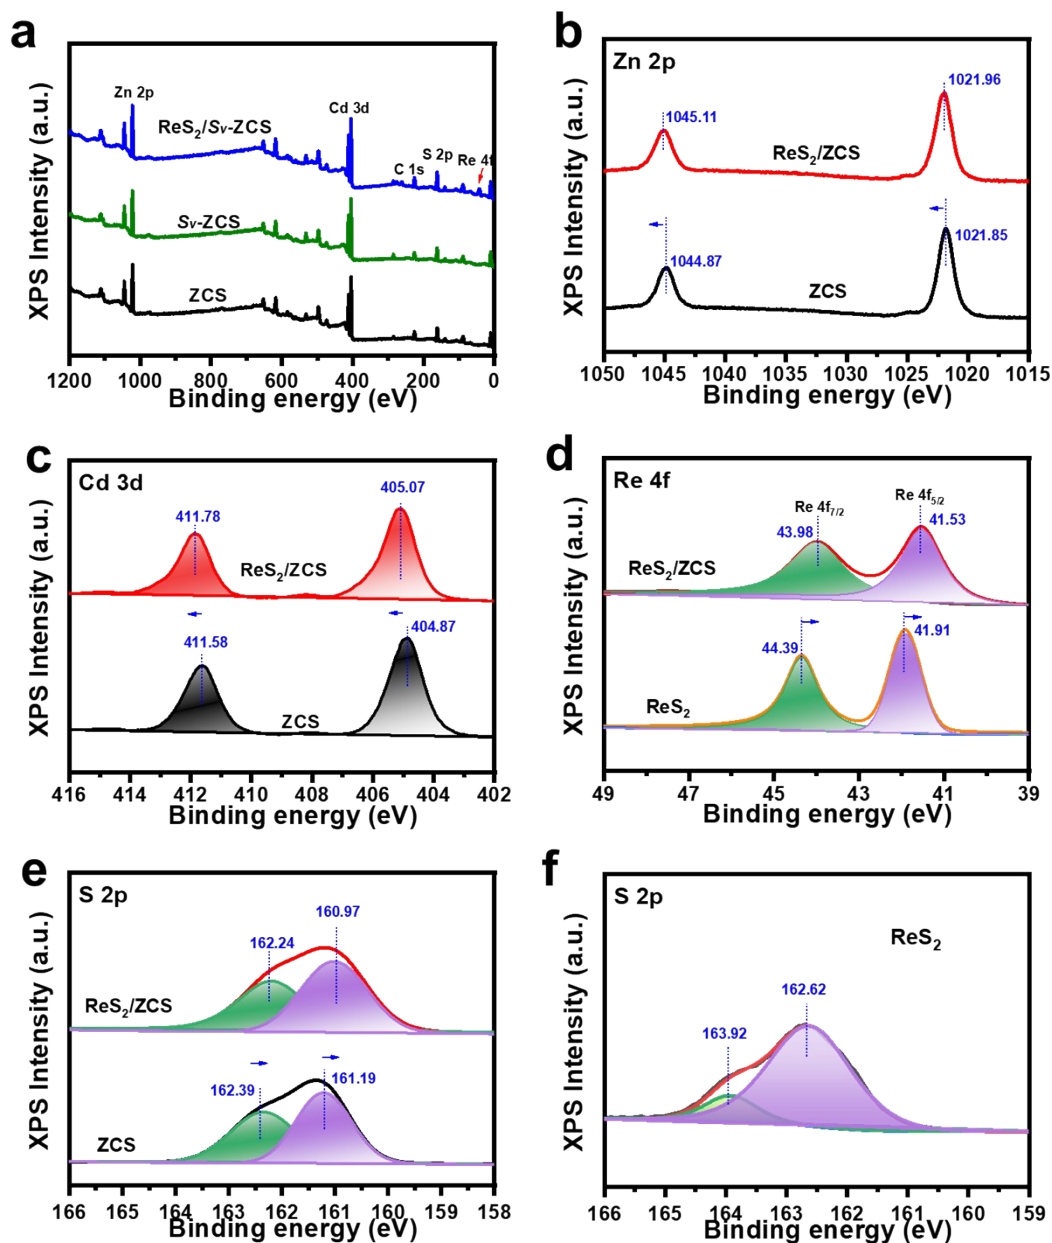 a
XPS Intensity (a.u.)
Zn 2p
Cd 3d
ReS₂/Sv-ZCS
S 2p
Re 4f
C 1s
Sv-ZCS
ZCS
1200 1000 800 600 400 200 0
Binding energy (eV)
b
XPS Intensity (a.u.)
Zn 2p
1021.96
1045.11
ReS₂/ZCS
1021.85
1044.87
ZCS
1050 1045 1040 1035 1030 1025 1020 1015
Binding energy (eV)
c
XPS Intensity (a.u.)
Cd 3d
405.07
411.78
ReS₂/ZCS
411.58
404.87
ZCS
416 414 412 410 408 406 404 402
Binding energy (eV)
d
XPS Intensity (a.u.)
Re 4f
Re 4f₇/₂
Re 4f₅/₂
43.98
41.53
ReS₂/ZCS
44.39
41.91
ReS₂
49 47 45 43 41 39
Binding energy (eV)
e
XPS Intensity (a.u.)
S 2p
160.97
162.24
ReS₂/ZCS
162.39
161.19
ZCS
166 165 164 163 162 161 160 159 158
Binding energy (eV)
f
XPS Intensity (a.u.)
S 2p
ReS₂
162.62
163.92
166 165 164 163 162 161 160 159
Binding energy (eV)